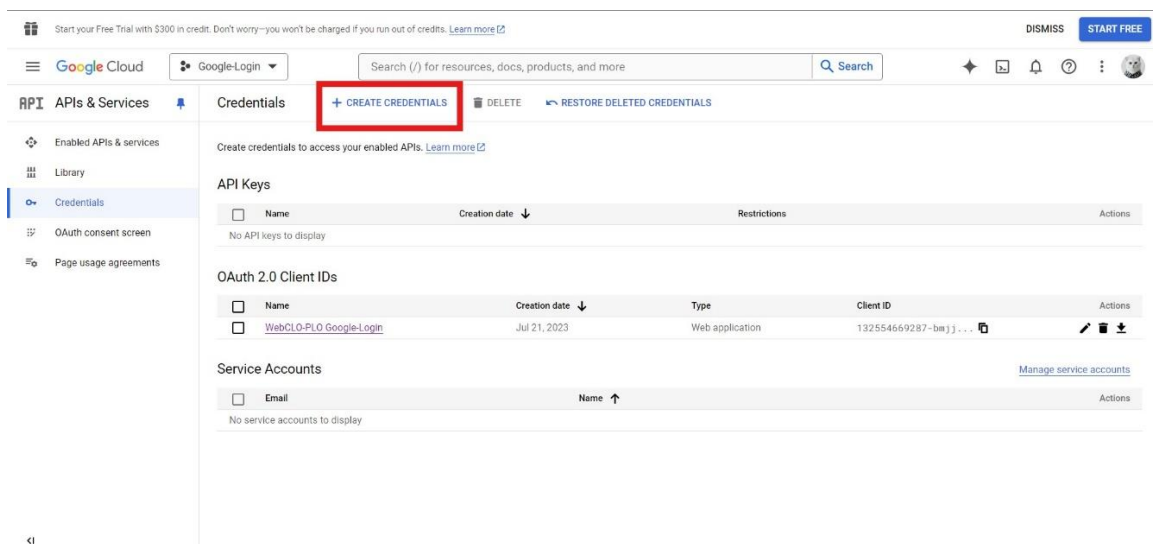 Start your Free Trial with $300 in credit. Don't worry—you won't be charged if you run out of credits. Learn more
DISMISS
START FREE
Google Cloud
Google-Login
Search (/) for resources, docs, products, and more
Search
API APIs & Services
Credentials
+ CREATE CREDENTIALS
DELETE
RESTORE DELETED CREDENTIALS
Enabled APIs & services
Library
Credentials
OAuth consent screen
Page usage agreements
Create credentials to access your enabled APIs. Learn more
API Keys
Name Creation date Restrictions Actions
No API keys to display
OAuth 2.0 Client IDs
Name Creation date Type Client ID Actions
WebCLO-PLO Google-Login Jul 21, 2023 Web application 132554669287-bmjj...
Service Accounts
Manage service accounts
Email Name Actions
No service accounts to display